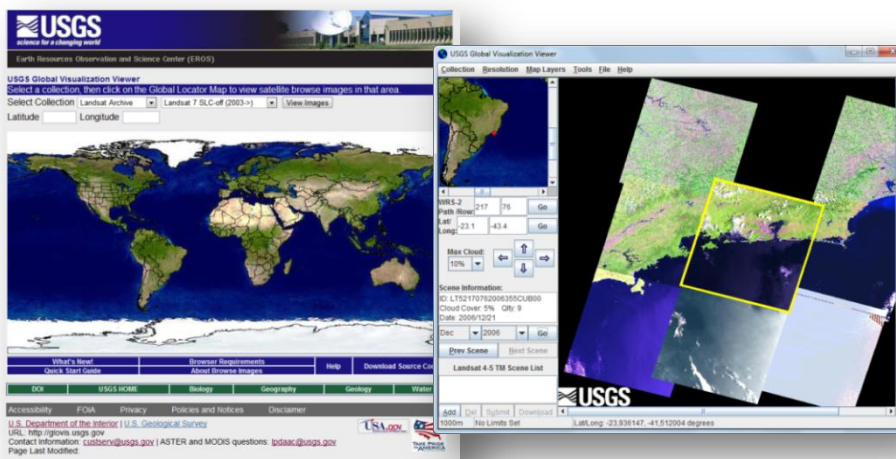 USGS
science for a changing world
Earth Resources Observation and Science Center (EROS)
USGS Global Visualization Viewer
Select a collection, then click on the Global Locator Map to view satellite browse images in that area.
Select Collection Landsat Archive Landsat 7 SLC-off (2003->) View Images
Latitude Longitude
What's New! Browser Requirements Help Download Source
Quick Start Guide About Browse Images
DOI USGS HOME Biology Geography Geology Water
Accessibility FOIA Privacy Policies and Notices Disclaimer
U.S. Department of the Interior | U.S. Geological Survey
URL: http://glovis.usgs.gov
Contact Information: custserv@usgs.gov | ASTER and MODIS questions: lpdaac@usgs.gov
Page Last Modified:
USA.gov
TAKE PRIDE
IN AMERICA
USGS Global Visualization Viewer
Collection Resolution Map Layers Tools File Help
WRS-2
Path /Row: 217 76 Go
Lat/
Long: -23.1 -43.4 Go
Max Cloud:
10%
Scene Information:
ID: LT52170762006355CUB00
Cloud Cover: 5% Qlty: 9
Date: 2006/12/21
Dec 2006 Go
Prev Scene Next Scene
Landsat 4-5 TM Scene List
Add Del Submit Download
1000m No Limits Set Lat/Long: -23,936147, -41,512004 degrees
USGS